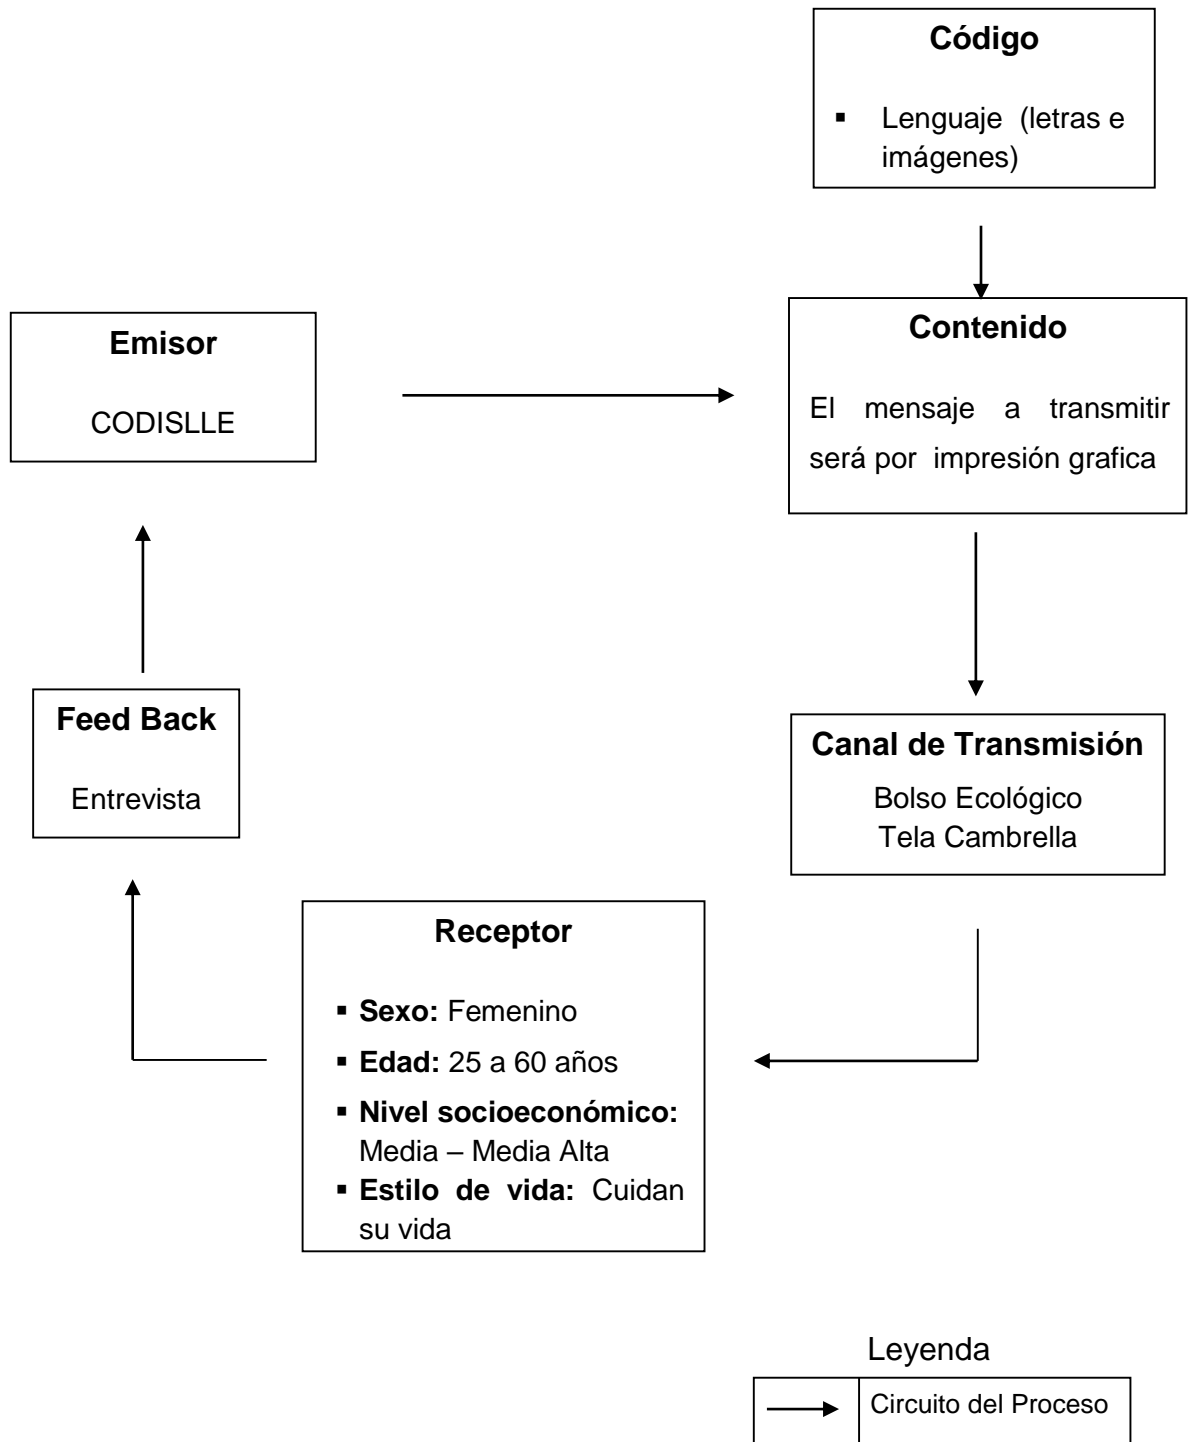 Código
▪ Lenguaje (letras e
imágenes)
Emisor
CODISLLE
Contenido
El mensaje a transmitir
será por impresión grafica
Feed Back
Entrevista
Canal de Transmisión
Bolso Ecológico
Tela Cambrella
Receptor
▪ Sexo: Femenino
▪ Edad: 25 a 60 años
▪ Nivel socioeconómico:
Media – Media Alta
▪ Estilo de vida: Cuidan
su vida
Leyenda
Circuito del Proceso